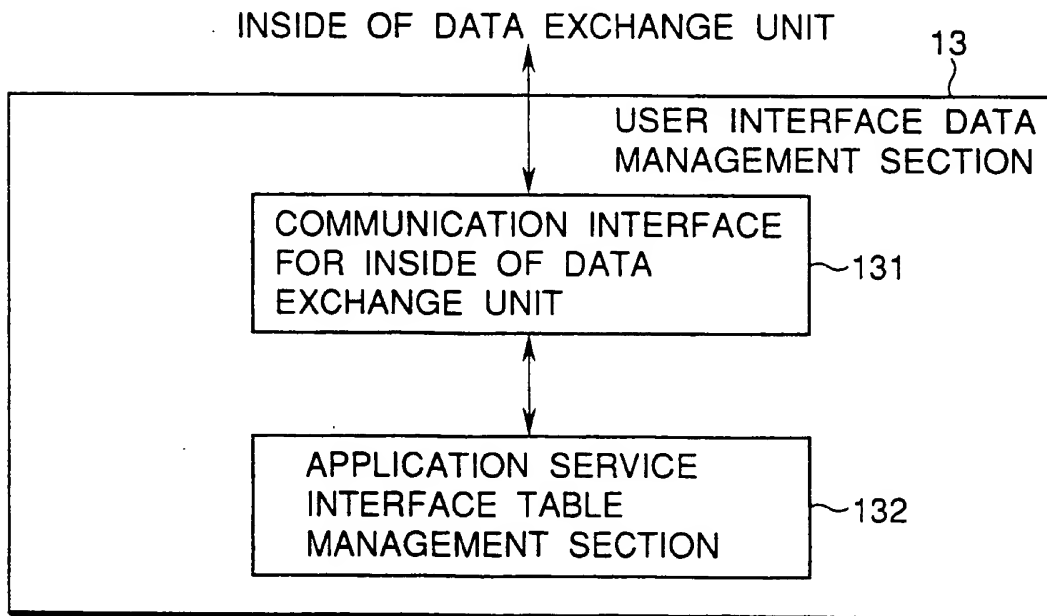 INSIDE OF DATA EXCHANGE UNIT
13
USER INTERFACE DATA
MANAGEMENT SECTION
COMMUNICATION INTERFACE
FOR INSIDE OF DATA
EXCHANGE UNIT
131
APPLICATION SERVICE
INTERFACE TABLE
MANAGEMENT SECTION
132